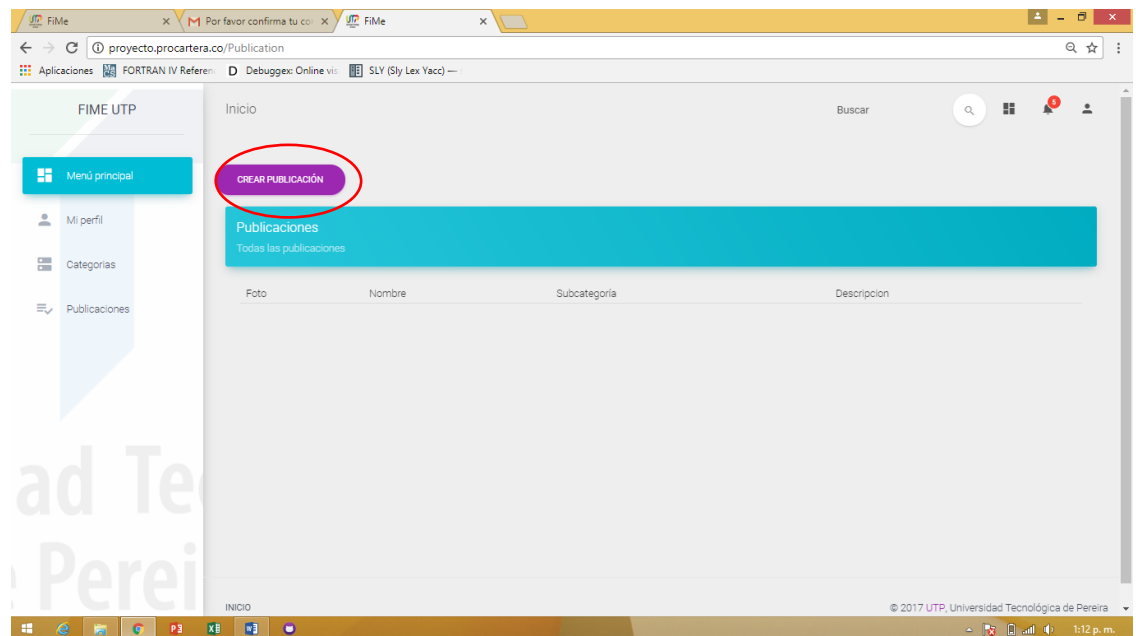 FiMe
Por favor confirma tu cor
FiMe
proyecto.procartera.co/Publication
Aplicaciones
FORTRAN IV Referen
D Debuggex: Online vis
SLY (Sly Lex Yacc) —
FIME UTP
Inicio
Buscar
5
Menú principal
CREAR PUBLICACIÓN
Mi perfil
Publicaciones
Todas las publicaciones
Categorias
Foto Nombre Subcategoría Descripcion
Publicaciones
ad Te
Perei
INICIO
© 2017 UTP, Universidad Tecnológica de Pereira
1:12 p. m.